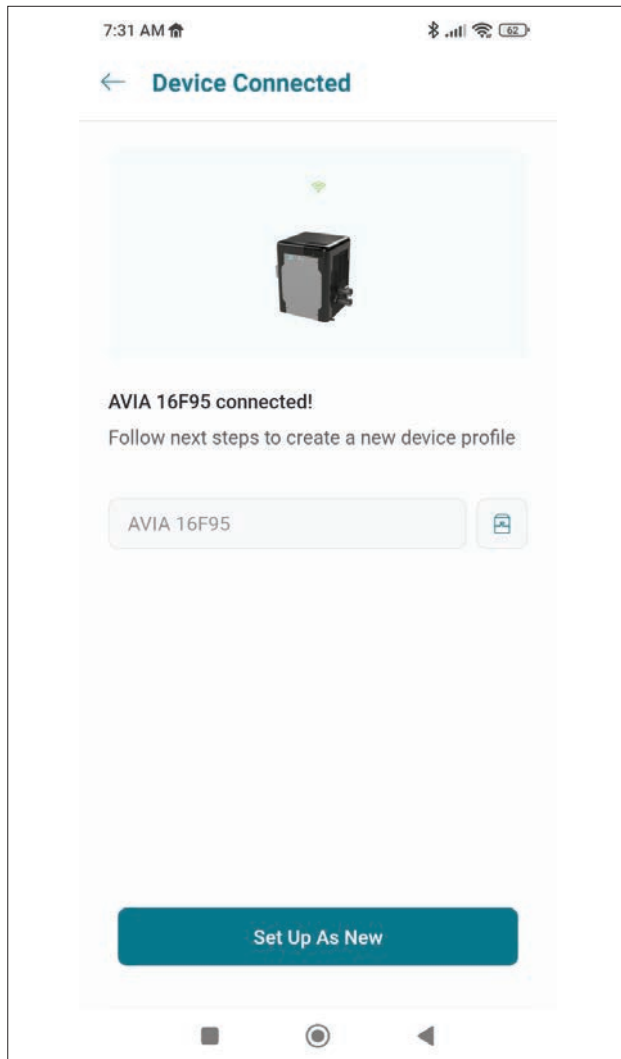 7:31 AM
62
Device Connected
AVIA 16F95 connected!
Follow next steps to create a new device profile
AVIA 16F95
Set Up As New